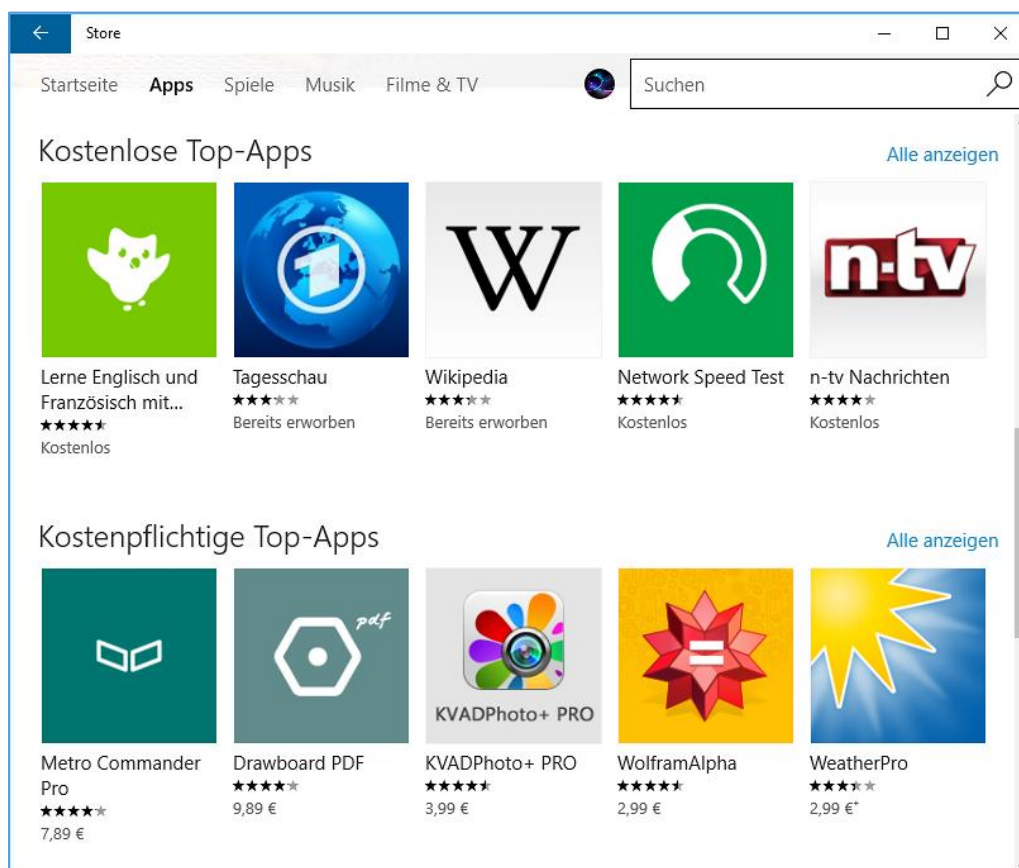 Store
Startseite Apps Spiele Musik Filme & TV Suchen
Kostenlose Top-Apps Alle anzeigen
1
W
n-tv
Lerne Englisch und
Französisch mit...
Kostenlos
Tagesschau
Bereits erworben
Wikipedia
Bereits erworben
Network Speed Test
Kostenlos
n-tv Nachrichten
Kostenlos
Kostenpflichtige Top-Apps Alle anzeigen
pdf
KVADPhoto+ PRO
Metro Commander
Pro
7,89 €
Drawboard PDF
9,89 €
KVADPhoto+ PRO
3,99 €
WolframAlpha
2,99 €
WeatherPro
2,99 €*